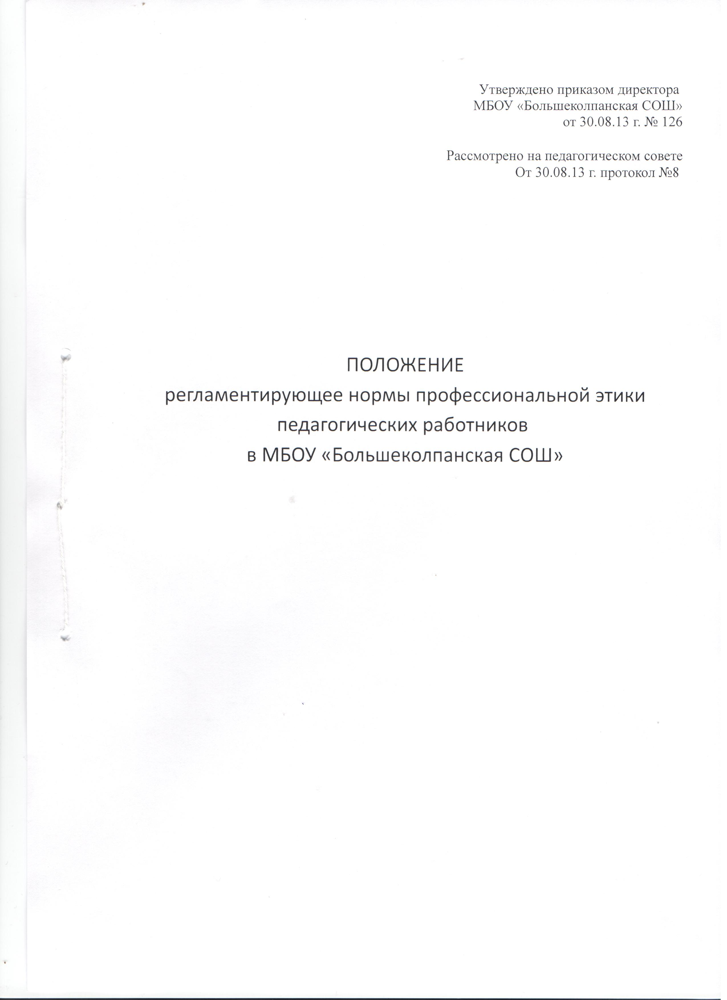 Утверждено приказом директора
МБОУ «Большеколпанская СОШ»
от 30.08.13 г. № 126
Рассмотрено на педагогическом совете
От 30.08.13 г. протокол №8
ПОЛОЖЕНИЕ
регламентирующее нормы профессиональной этики
педагогических работников
в МБОУ «Большеколпанская СОШ»